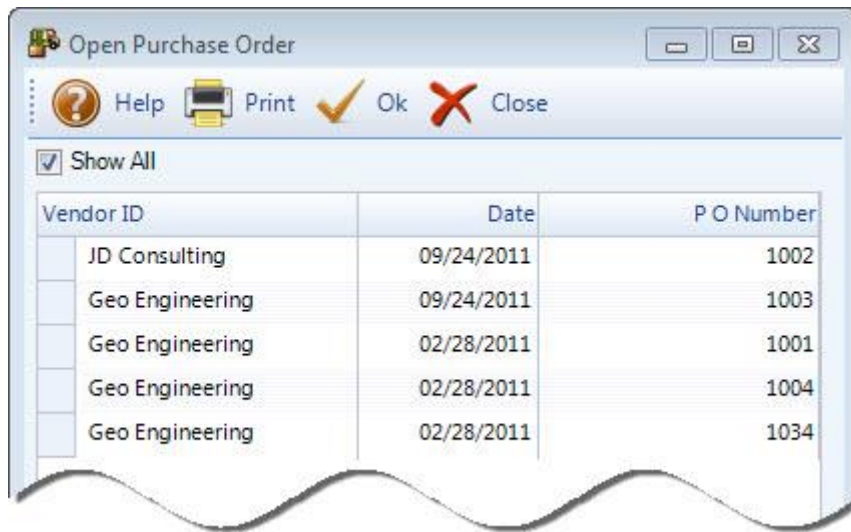 Open Purchase Order
Help Print Ok Close
Show All
Vendor ID Date P O Number
JD Consulting 09/24/2011 1002
Geo Engineering 09/24/2011 1003
Geo Engineering 02/28/2011 1001
Geo Engineering 02/28/2011 1004
Geo Engineering 02/28/2011 1034